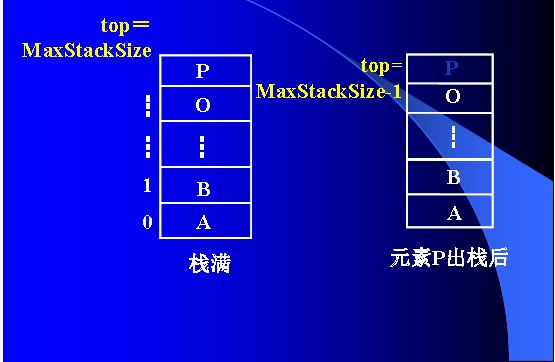 top＝
MaxStackSize
P
O
⋮
1 B
0 A
栈满
top=
MaxStackSize-1
P
O
⋮
B
A
元素P出栈后